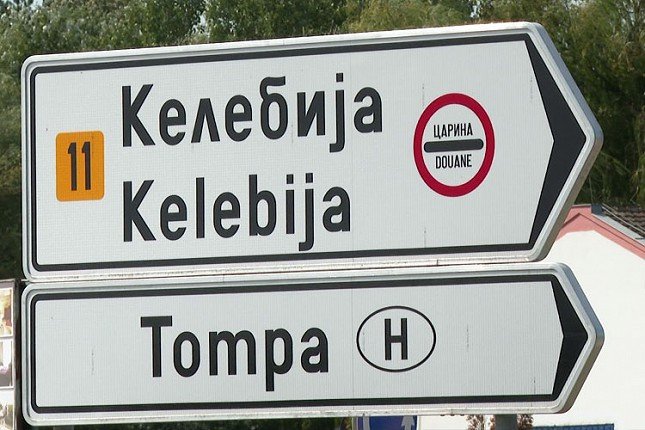 11
Келебија
Kelebija
ЦАРИНА
DOUANE
Tompa H